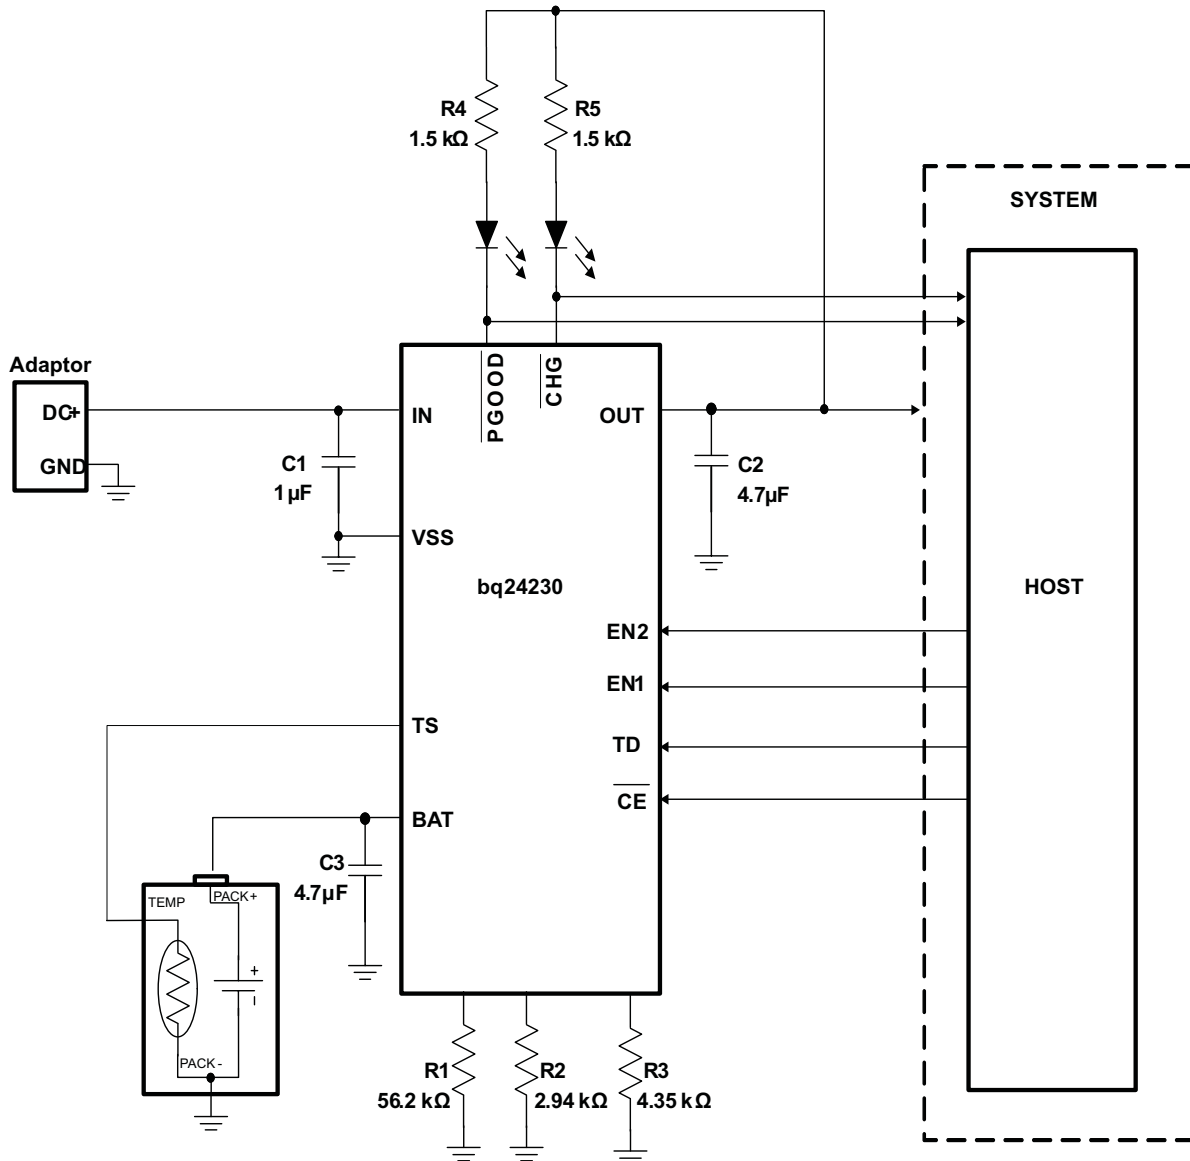 R4
1.5 kΩ
R5
1.5 kΩ
SYSTEM
Adaptor
DC+
GND
C1
1 µF
IN
VSS
PGOOD
CHG
OUT
C2
4.7µF
bq24230
HOST
EN2
EN1
TD
CE
TS
BAT
C3
4.7µF
TEMP
PACK+
+
−
PACK-
R1
56.2 kΩ
R2
2.94 kΩ
R3
4.35 kΩ